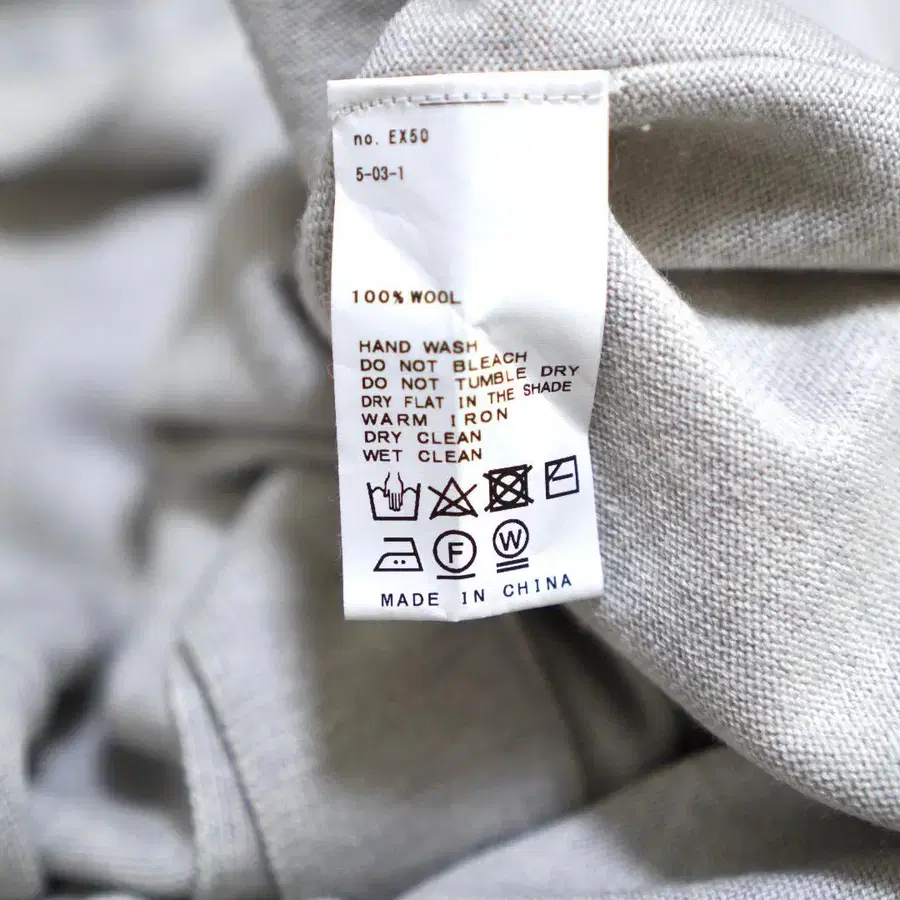 no. EX50
5-03-1
100% WOOL
HAND WASH
DO NOT BLEACH
DO NOT TUMBLE DRY
DRY FLAT IN THE SHADE
WARM IRON
DRY CLEAN
WET CLEAN
F W
MADE IN CHINA